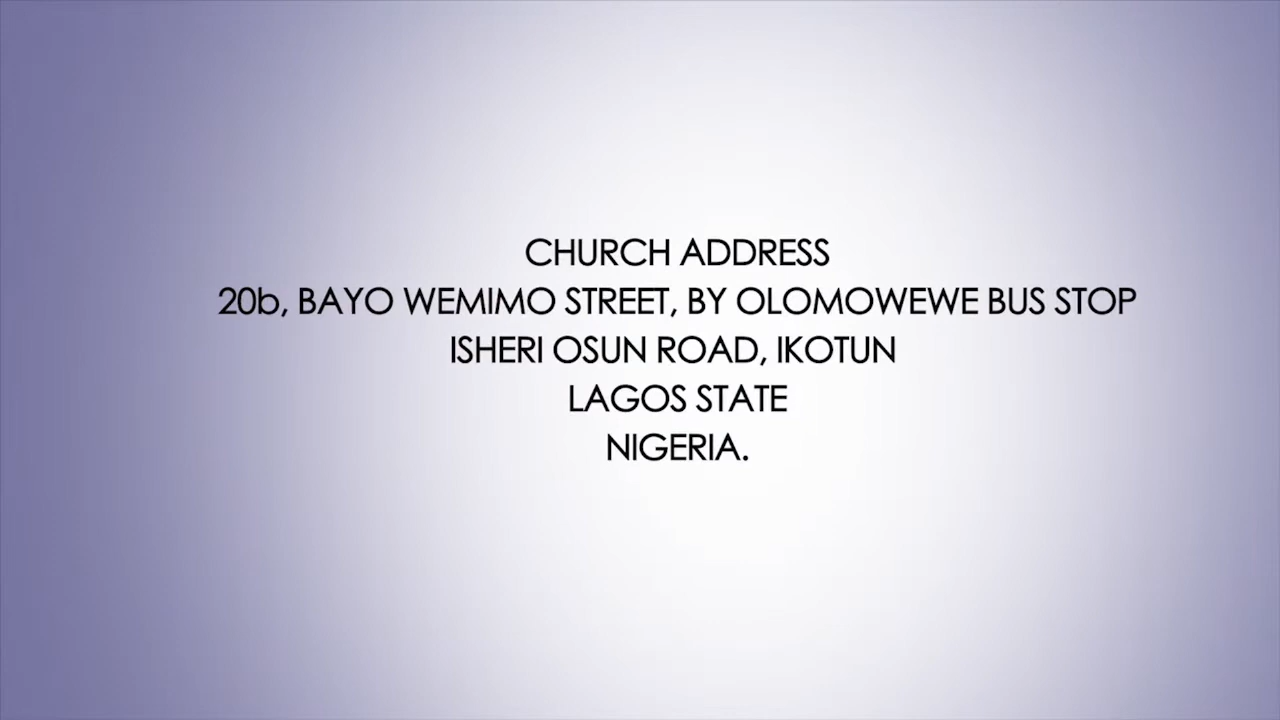 CHURCH ADDRESS
20b, BAYO WEMIMO STREET, BY OLOMOWEWE BUS STOP
ISHERI OSUN ROAD, IKOTUN
LAGOS STATE
NIGERIA.